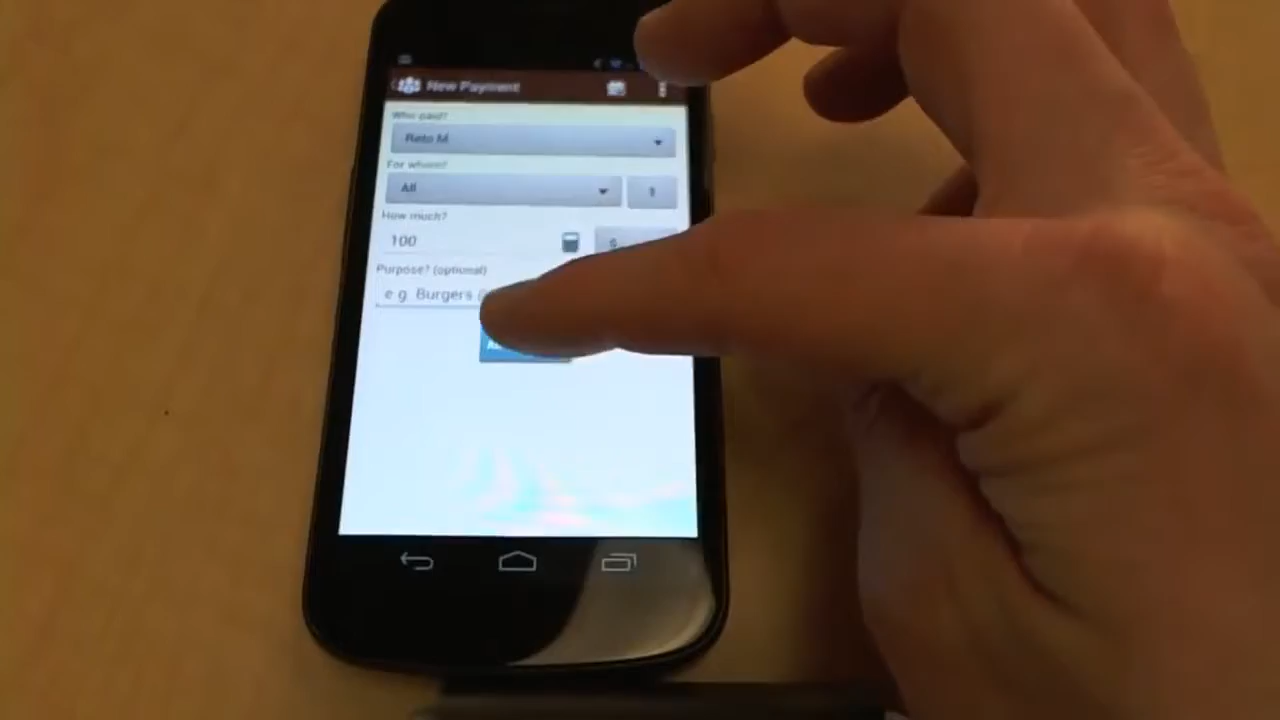 New Payment
Who paid?
Reto M
For whom?
All
How much?
100
$
Purpose? (optional)
e.g. Burgers